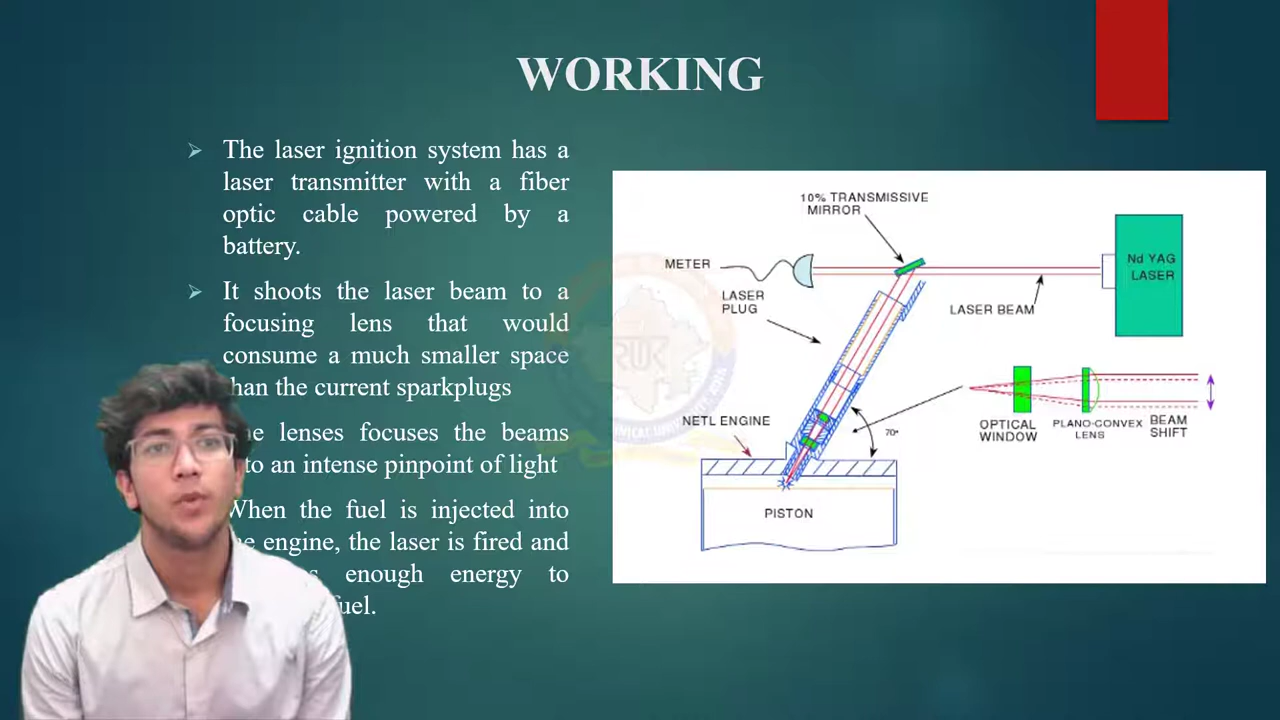 WORKING
The laser ignition system has a
laser transmitter with a fiber
optic cable powered by a
battery.
It shoots the laser beam to a
focusing lens that would
consume a much smaller space
than the current sparkplugs
lenses focuses the beams
to an intense pinpoint of light
When the fuel is injected into
engine, the laser is fired and
enough energy to
fuel.
10% TRANSMISSIVE
MIRROR
METER
LASER
PLUG
Nd YAG
LASER
LASER BEAM
NETL ENGINE
70°
OPTICAL
WINDOW
PLANO-CONVEX
LENS
BEAM
SHIFT
PISTON